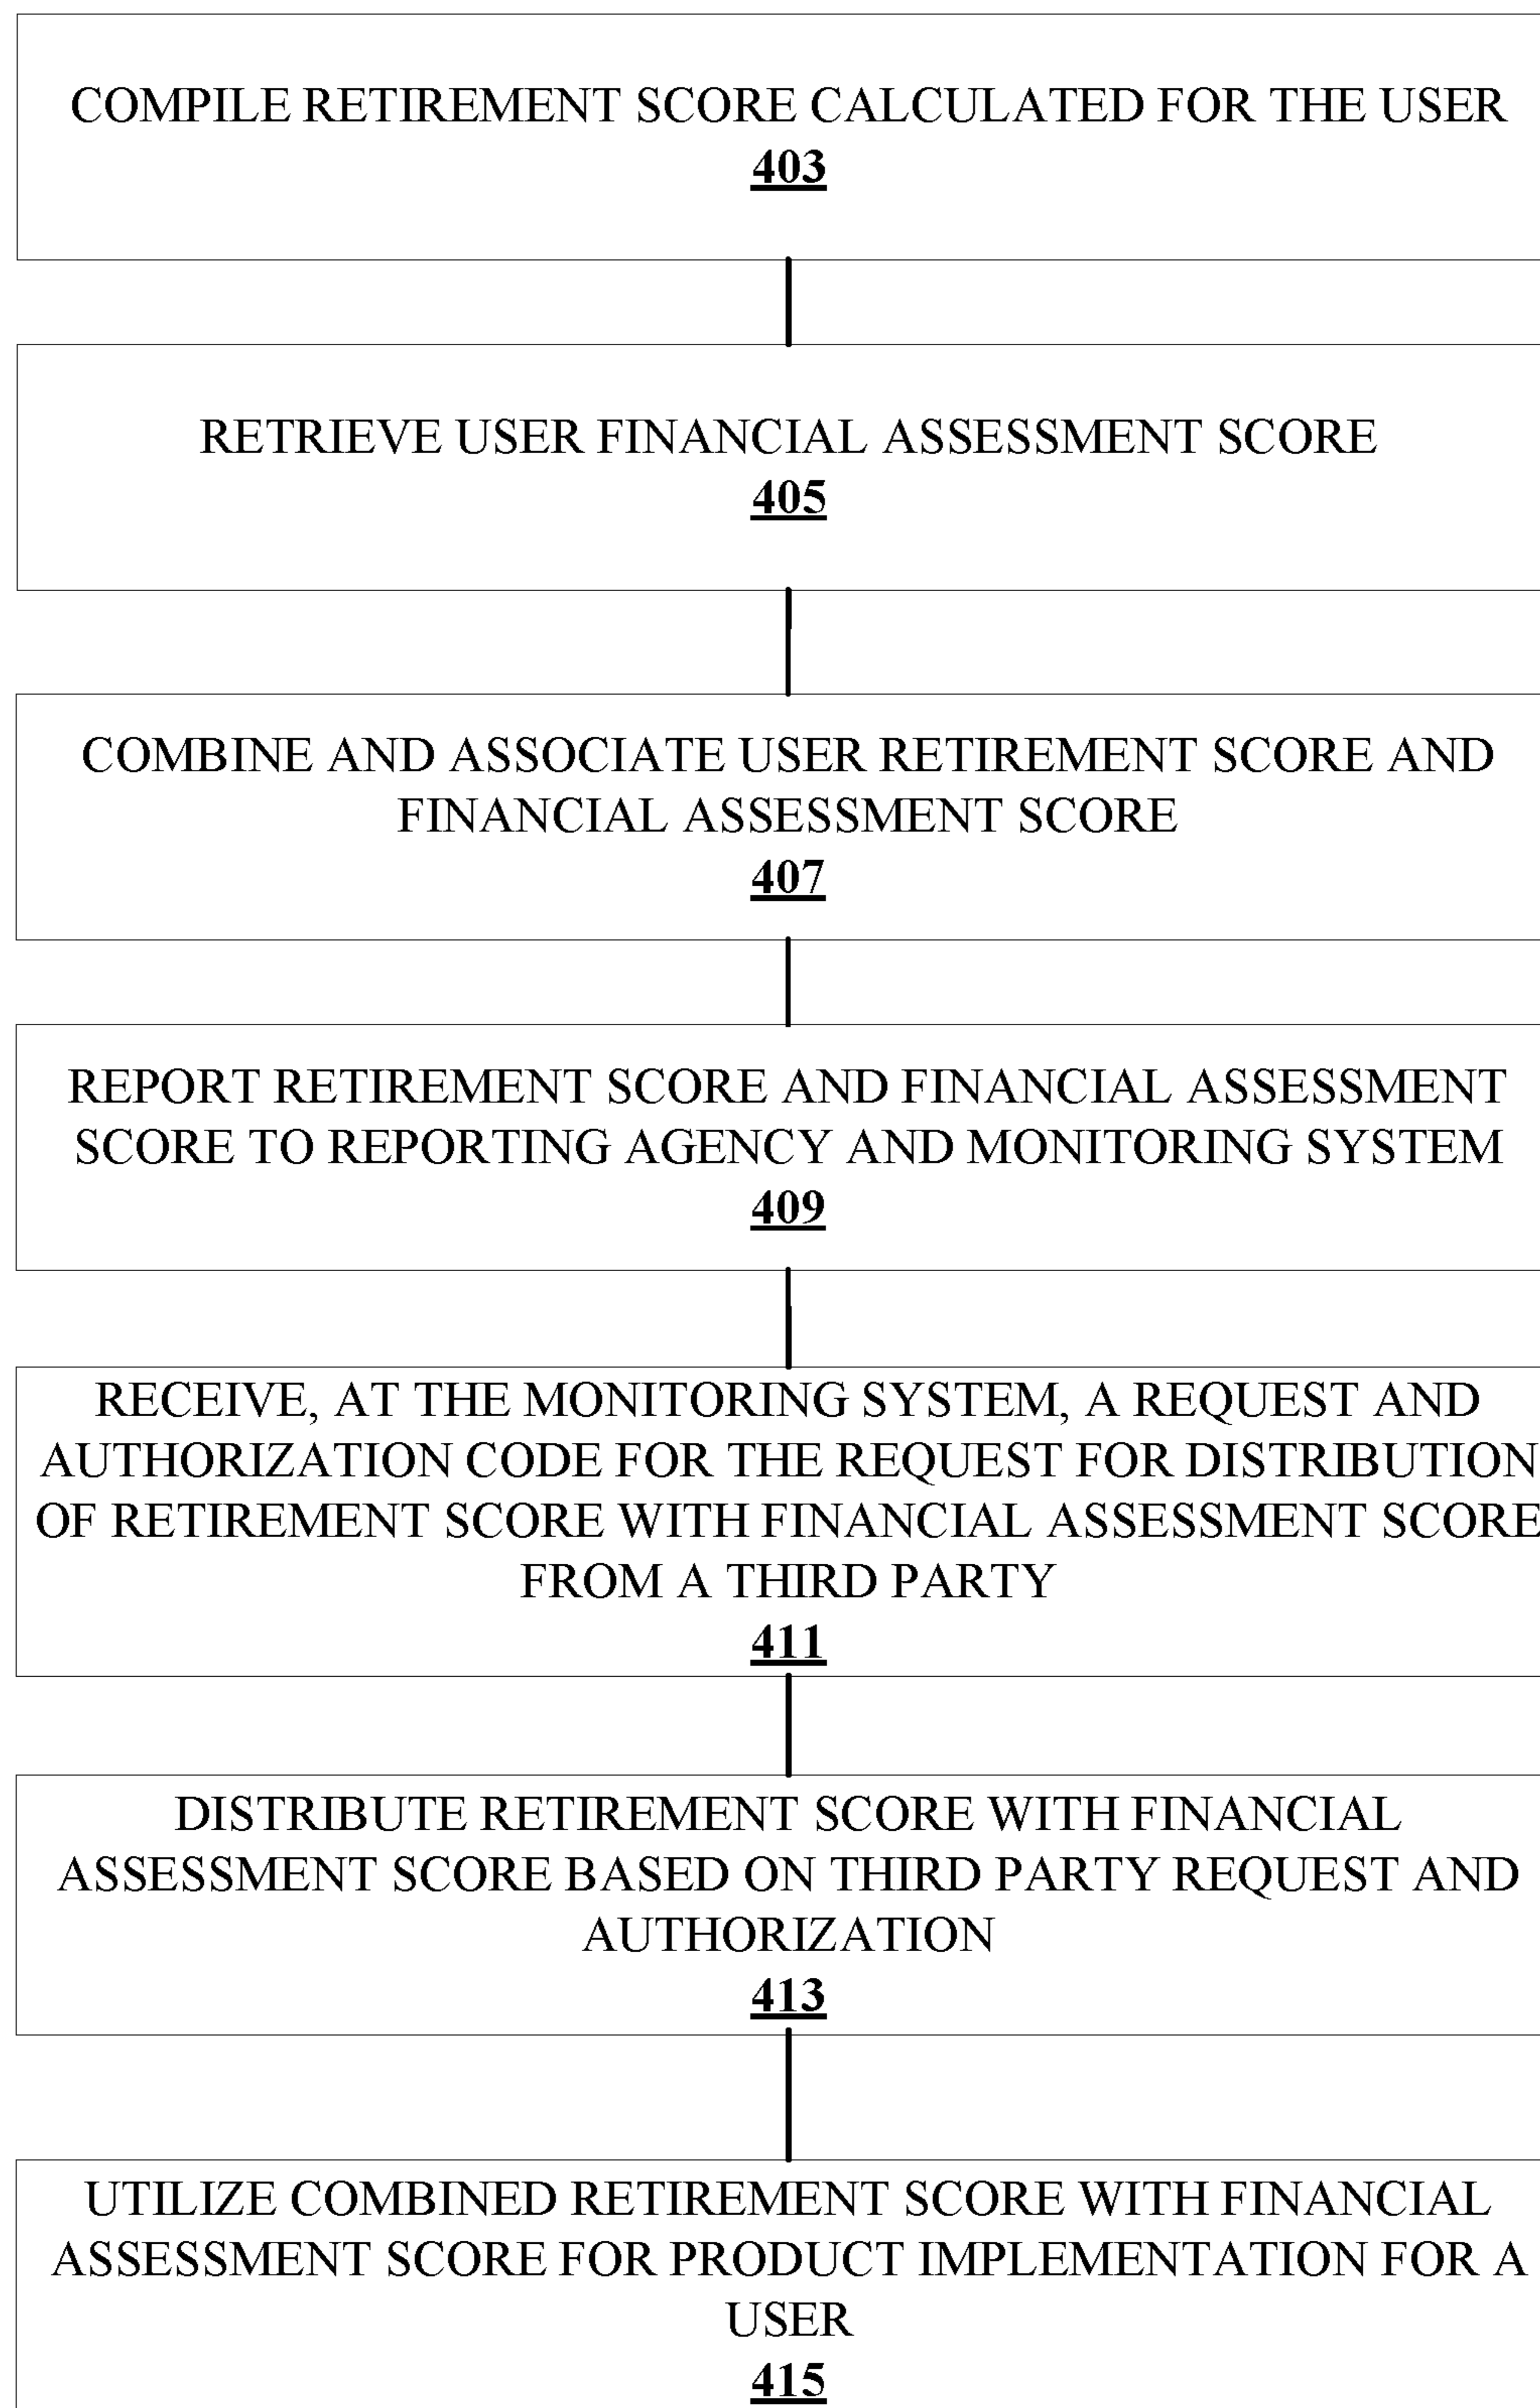 COMPILE RETIREMENT SCORE CALCULATED FOR THE USER
403
RETRIEVE USER FINANCIAL ASSESSMENT SCORE
405
COMBINE AND ASSOCIATE USER RETIREMENT SCORE AND
FINANCIAL ASSESSMENT SCORE
407
REPORT RETIREMENT SCORE AND FINANCIAL ASSESSMENT
SCORE TO REPORTING AGENCY AND MONITORING SYSTEM
409
RECEIVE, AT THE MONITORING SYSTEM, A REQUEST AND
AUTHORIZATION CODE FOR THE REQUEST FOR DISTRIBUTION
OF RETIREMENT SCORE WITH FINANCIAL ASSESSMENT SCORE
FROM A THIRD PARTY
411
DISTRIBUTE RETIREMENT SCORE WITH FINANCIAL
ASSESSMENT SCORE BASED ON THIRD PARTY REQUEST AND
AUTHORIZATION
413
UTILIZE COMBINED RETIREMENT SCORE WITH FINANCIAL
ASSESSMENT SCORE FOR PRODUCT IMPLEMENTATION FOR A
USER
415